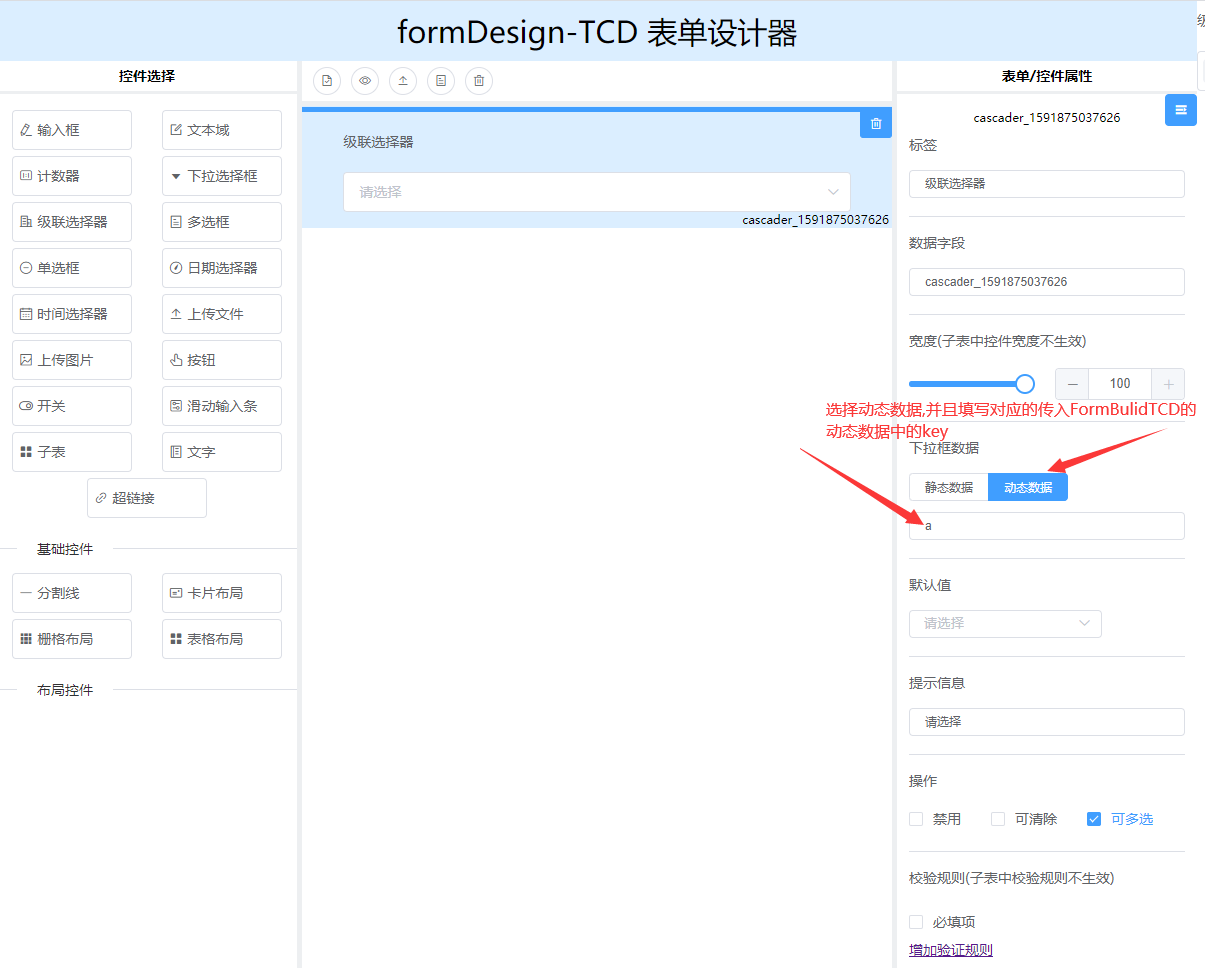 formDesign-TCD 表单设计器
级
控件选择
输入框
文本域
计数器
下拉选择框
级联选择器
多选框
单选框
日期选择器
时间选择器
上传文件
上传图片
按钮
开关
滑动输入条
子表
文字
超链接
基础控件
分割线
卡片布局
栅格布局
表格布局
布局控件
级联选择器
请选择
cascader_1591875037626
表单/控件属性
cascader_1591875037626
标签
级联选择器
数据字段
cascader_1591875037626
宽度(子表中控件宽度不生效)
100
选择动态数据,并且填写对应的传入FormBulidTCD的
动态数据中的key
下拉框数据
静态数据
动态数据
a
默认值
请选择
提示信息
请选择
操作
禁用
可清除
可多选
校验规则(子表中校验规则不生效)
必填项
增加验证规则